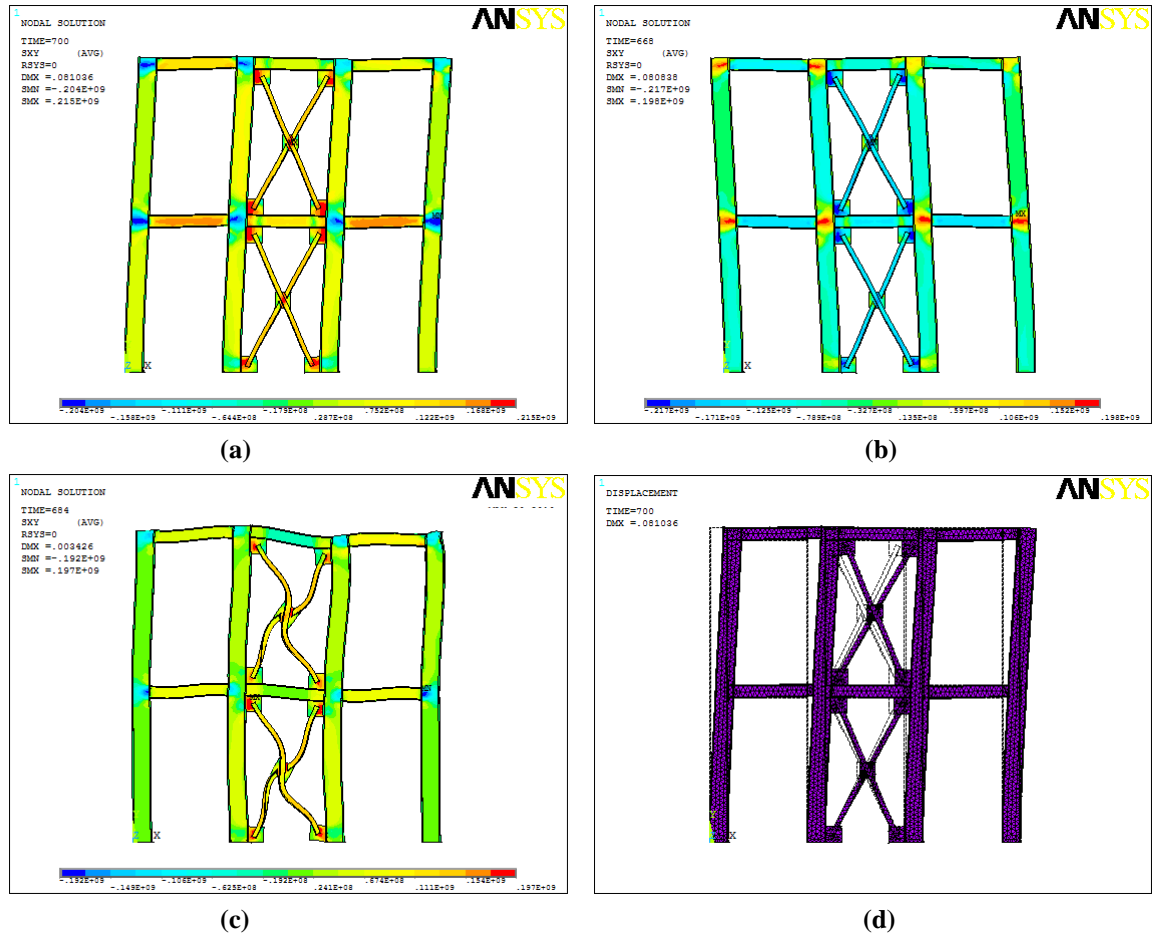 1
ANSYS
NODAL SOLUTION
TIME=700
SXY (AVG)
RSYS=0
DMX =.081036
SMN =-.204E+09
SMX =.215E+09
MX
Z X
-.204E+09 -.111E+09 -.179E+08 .752E+08 .168E+09
-.158E+09 -.644E+08 .287E+08 .122E+09 .215E+09
(a)
1
ANSYS
NODAL SOLUTION
TIME=668
SXY (AVG)
RSYS=0
DMX =.080838
SMN =-.217E+09
SMX =.198E+09
MX
Z X
-.217E+09 -.125E+09 -.327E+08 .597E+08 .152E+09
-.171E+09 -.789E+08 .135E+08 .106E+09 .198E+09
(b)
1
ANSYS
NODAL SOLUTION
TIME=684
SXY (AVG)
RSYS=0
DMX =.003426
SMN =-.192E+09
SMX =.197E+09
MX
Z X
-.192E+09 -.106E+09 -.192E+08 .674E+08 .154E+09
-.149E+09 -.625E+08 .241E+08 .111E+09 .197E+09
(c)
1
ANSYS
DISPLACEMENT
TIME=700
DMX =.081036
X
(d)